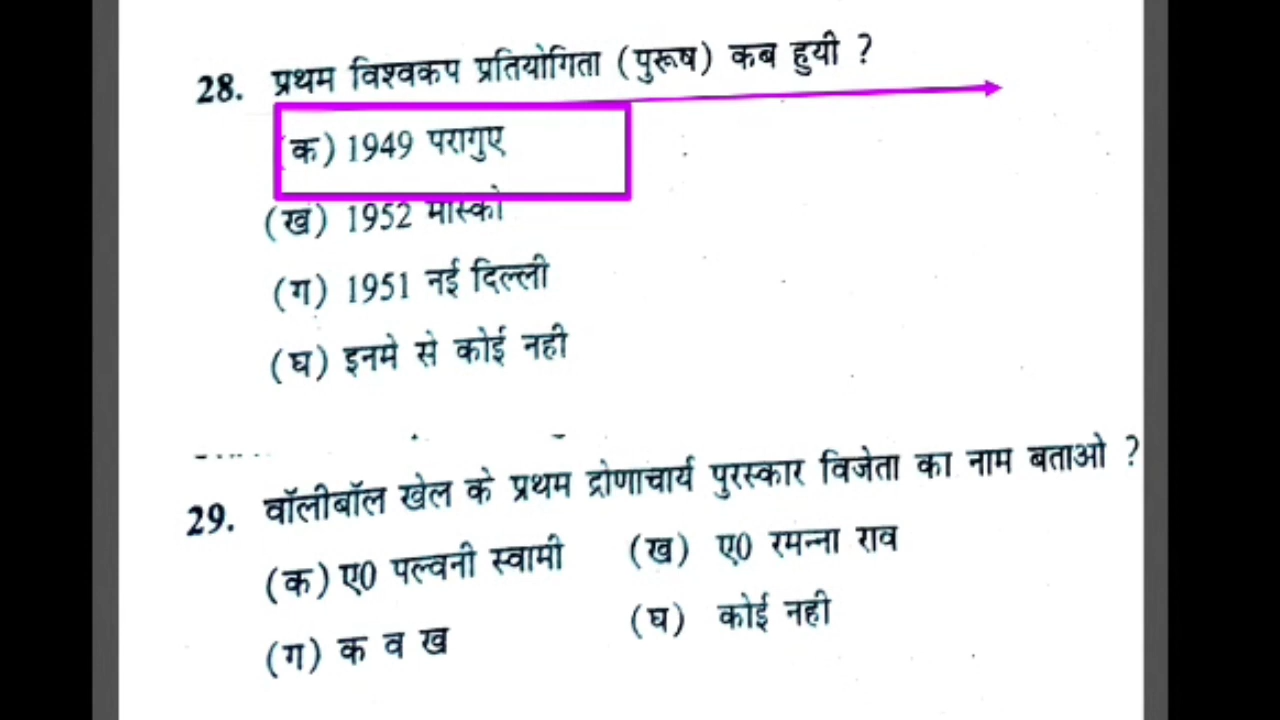 28. प्रथम विश्वकप प्रतियोगिता (पुरूष) कब हुयी ?
(क) 1949 परागुए
(ख) 1952 मास्को
(ग) 1951 नई दिल्ली
(घ) इनमे से कोई नही
29. वॉलीबॉल खेल के प्रथम द्रोणाचार्य पुरस्कार विजेता का नाम बताओ ?
(क) ए0 पल्वनी स्वामी (ख) ए0 रमन्ना राव
(ग) क व ख (घ) कोई नही